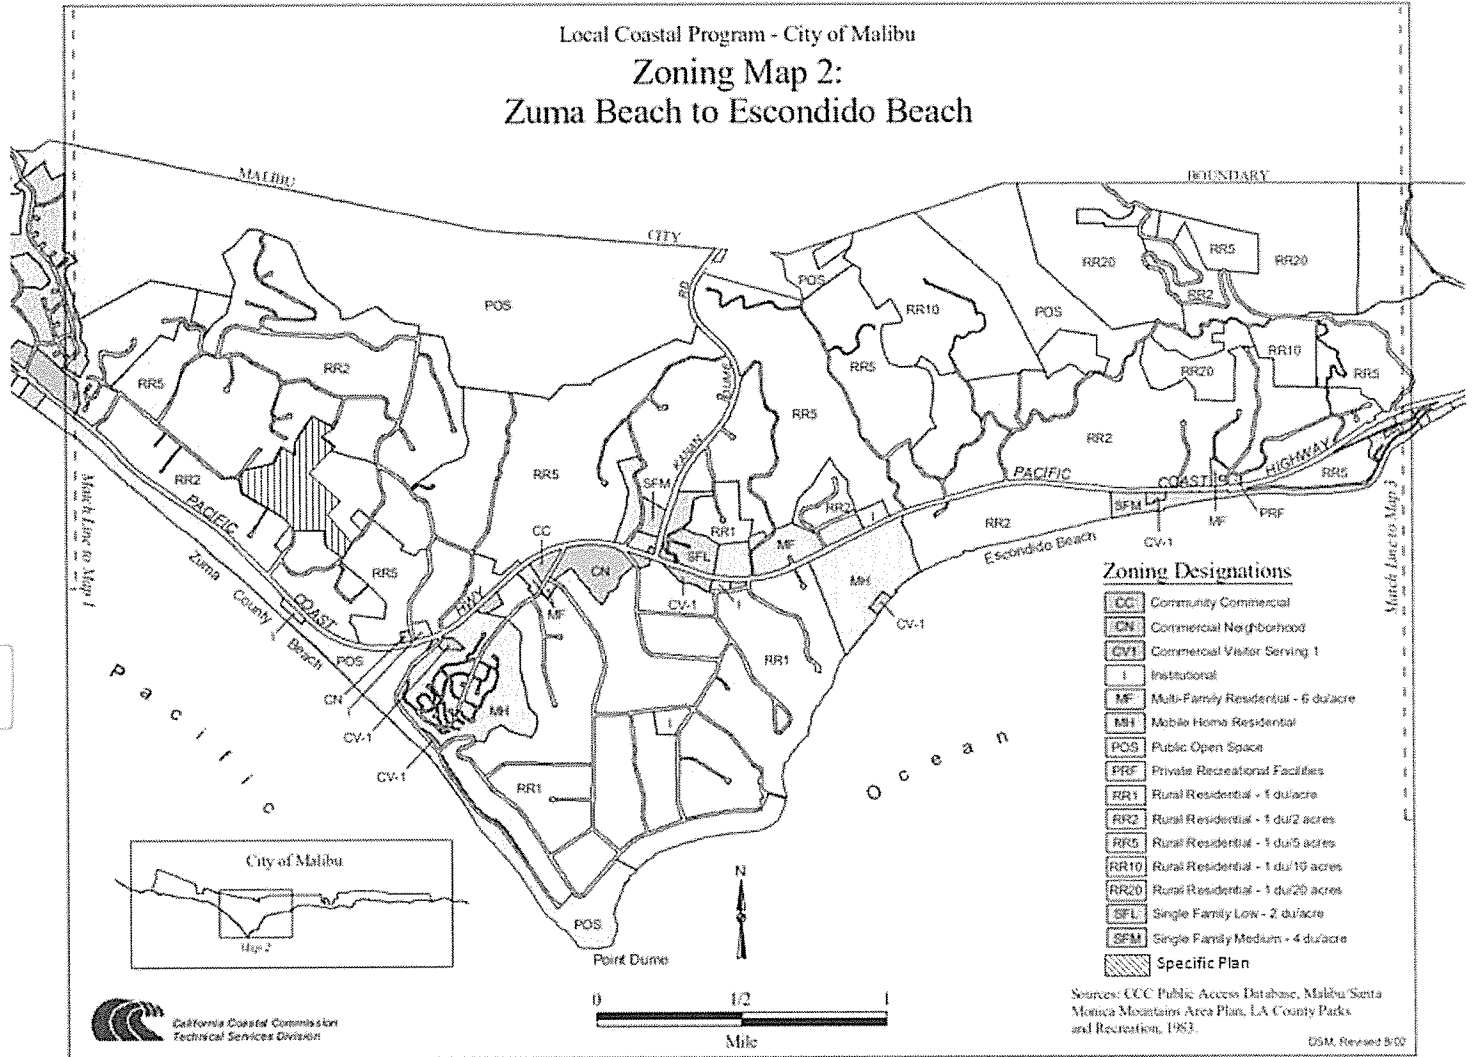 Local Coastal Program - City of Malibu
Zoning Map 2:
Zuma Beach to Escondido Beach
MALIBU
BOUNDARY
CITY
RR5
RR20
RR20
RR2
POS
POS
RD
RR10
POS
RR10
RR2
RR5
RR5
RR20
RR5
DUME
RR5
RR2
KANAN
HIGHWAY
RR5
PACIFIC
COAST
RR5
RR2
SFM
RR2
I
SFM
PRF
MF
PACIFIC
CC
RR1
MF
RR2
Escondido Beach
CV-1
Match Line to Map 1
Match Line to Map 3
Zuma
County
Beach
COAST
RR5
CN
SFL
MH
HWY
MF
CV-1
I
CV-1
POS
RR1
CN
MH
I
CV-1
CV-1
RR1
Pacific
Ocean
Zoning Designations
CC Community Commercial
CN Commercial Neighborhood
CV1 Commercial Visitor Serving 1
I Institutional
MF Multi-Family Residential - 6 du/acre
MH Mobile Home Residential
POS Public Open Space
PRF Private Recreational Facilities
RR1 Rural Residential - 1 du/acre
RR2 Rural Residential - 1 du/2 acres
RR5 Rural Residential - 1 du/5 acres
RR10 Rural Residential - 1 du/10 acres
RR20 Rural Residential - 1 du/20 acres
SFL Single Family Low - 2 du/acre
SFM Single Family Medium - 4 du/acre
Specific Plan
City of Malibu
Map 2
N
POS
Point Dume
0 1/2 1
Mile
California Coastal Commission
Technical Services Division
Sources: CCC Public Access Database, Malibu/Santa
Monica Mountains Area Plan, LA County Parks
and Recreation, 1983.
DSM, Revised 8/02